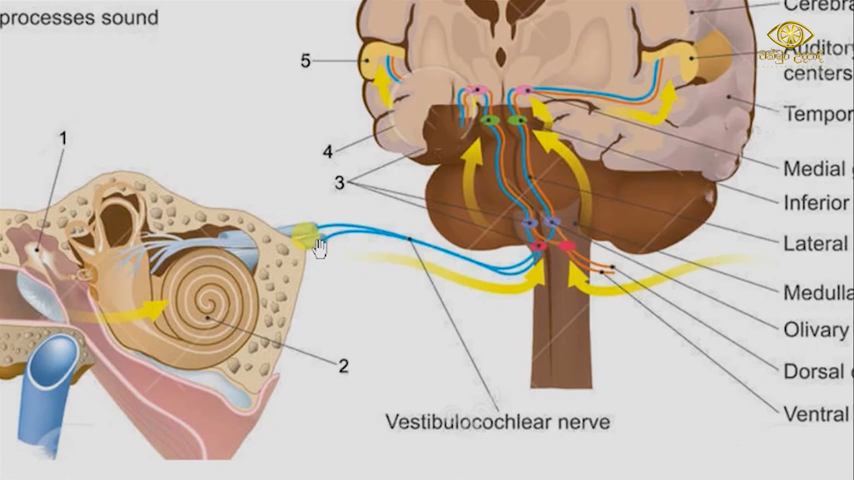 processes sound
Cerebra
Auditory
centers
Tempor
Medial g
Inferior
Lateral
Medulla
Olivary
Dorsal c
Ventral
5
4
3
1
2
Vestibulocochlear nerve